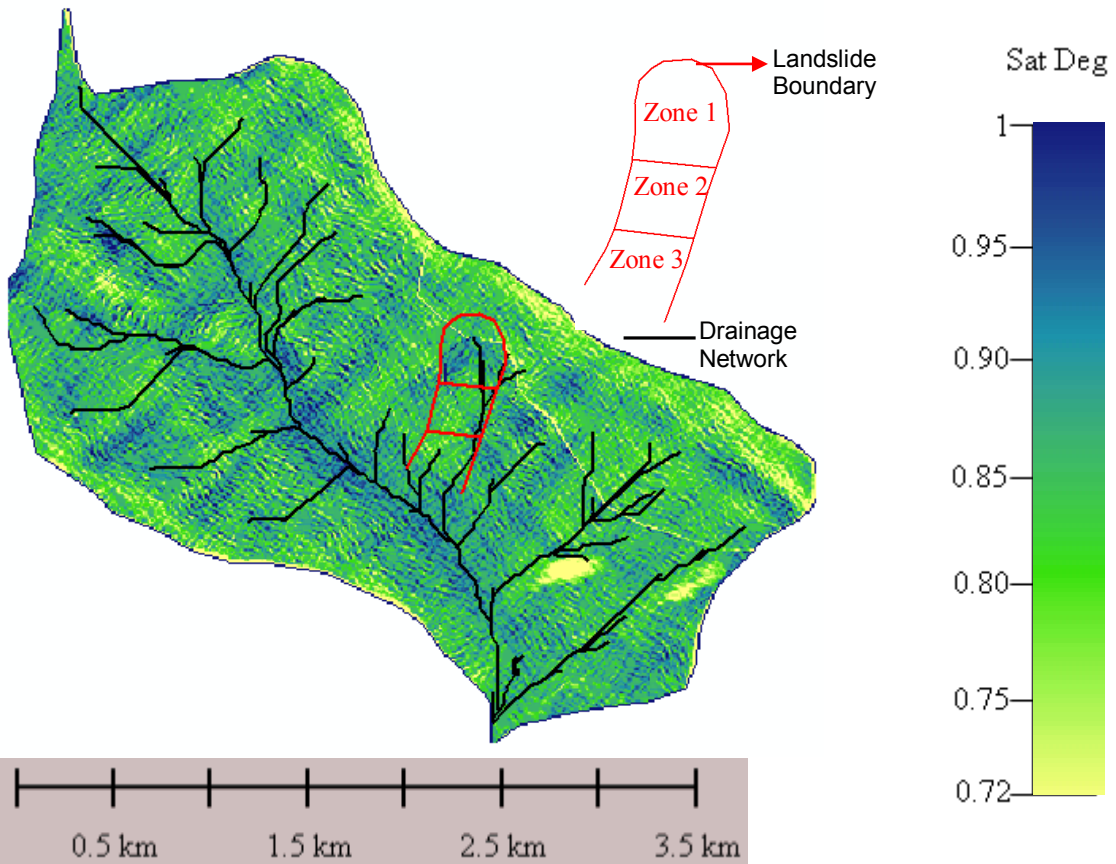 Landslide
Boundary
Sat Deg
Zone 1
1
Zone 2
0.95
Zone 3
Drainage
Network
0.90
0.85
0.80
0.75
0.72
0.5 km
1.5 km
2.5 km
3.5 km